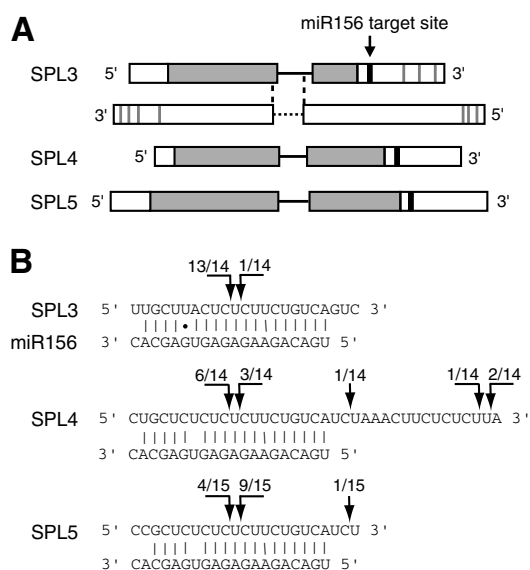 A
miR156 target site
SPL3 5' 3'
3' 5'
SPL4 5' 3'
SPL5 5' 3'
B
13/14 1/14
SPL3 5' UUGCUUACUCUCUUCUGUCAGUC 3'
miR156 3' CACGAGUGAGAGAAGACAGU 5'
6/14 3/14 1/14 1/14 2/14
SPL4 5' CUGCUCUCUCUCUUCUGUCAUCUAAACUUCUCUCUUA 3'
3' CACGAGUGAGAGAAGACAGU 5'
4/15 9/15 1/15
SPL5 5' CCGCUCUCUCUCUUCUGUCAUCU 3'
3' CACGAGUGAGAGAAGACAGU 5'